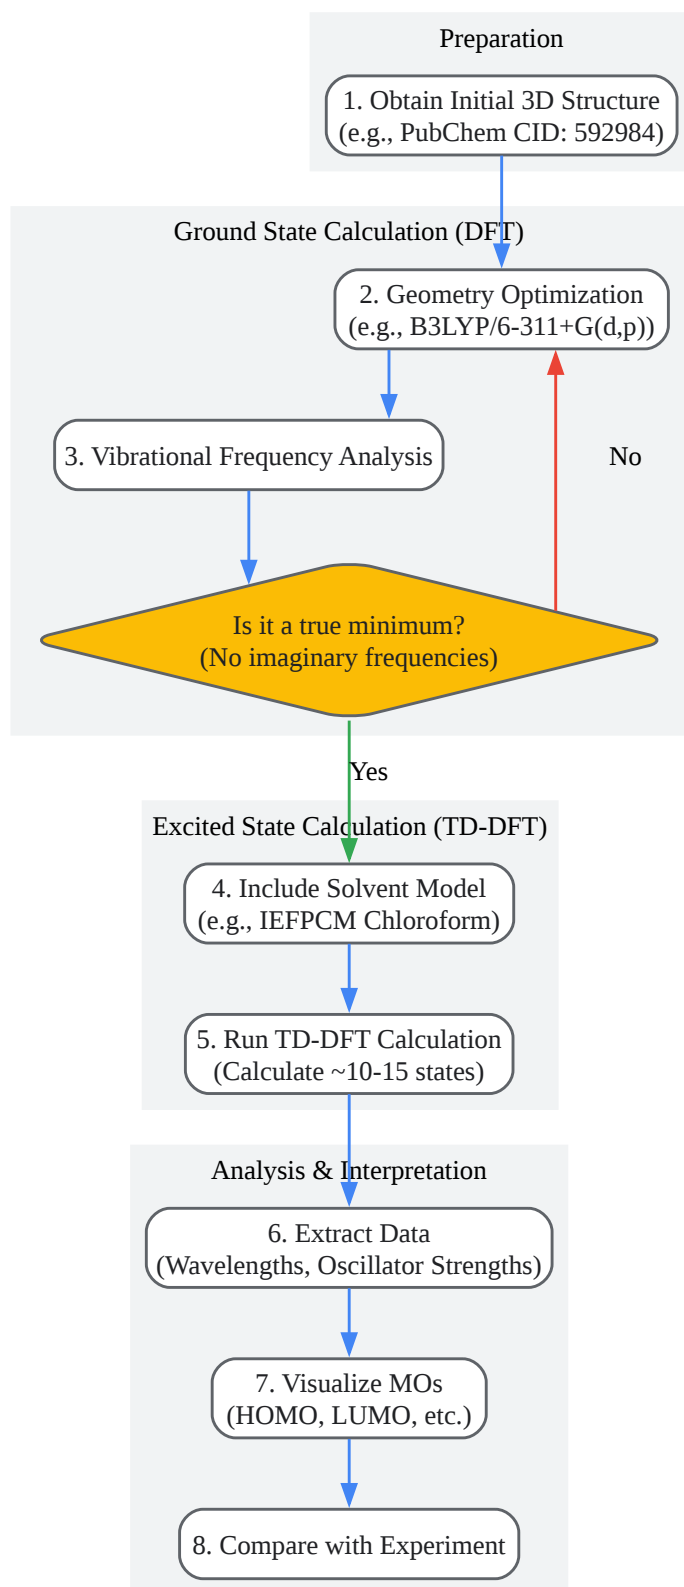 Preparation
1. Obtain Initial 3D Structure
(e.g., PubChem CID: 592984)
Ground State Calculation (DFT)
2. Geometry Optimization
(e.g., B3LYP/6-311+G(d,p))
3. Vibrational Frequency Analysis
No
Is it a true minimum?
(No imaginary frequencies)
Yes
Excited State Calculation (TD-DFT)
4. Include Solvent Model
(e.g., IEFPCM Chloroform)
5. Run TD-DFT Calculation
(Calculate ~10-15 states)
Analysis & Interpretation
6. Extract Data
(Wavelengths, Oscillator Strengths)
7. Visualize MOs
(HOMO, LUMO, etc.)
8. Compare with Experiment